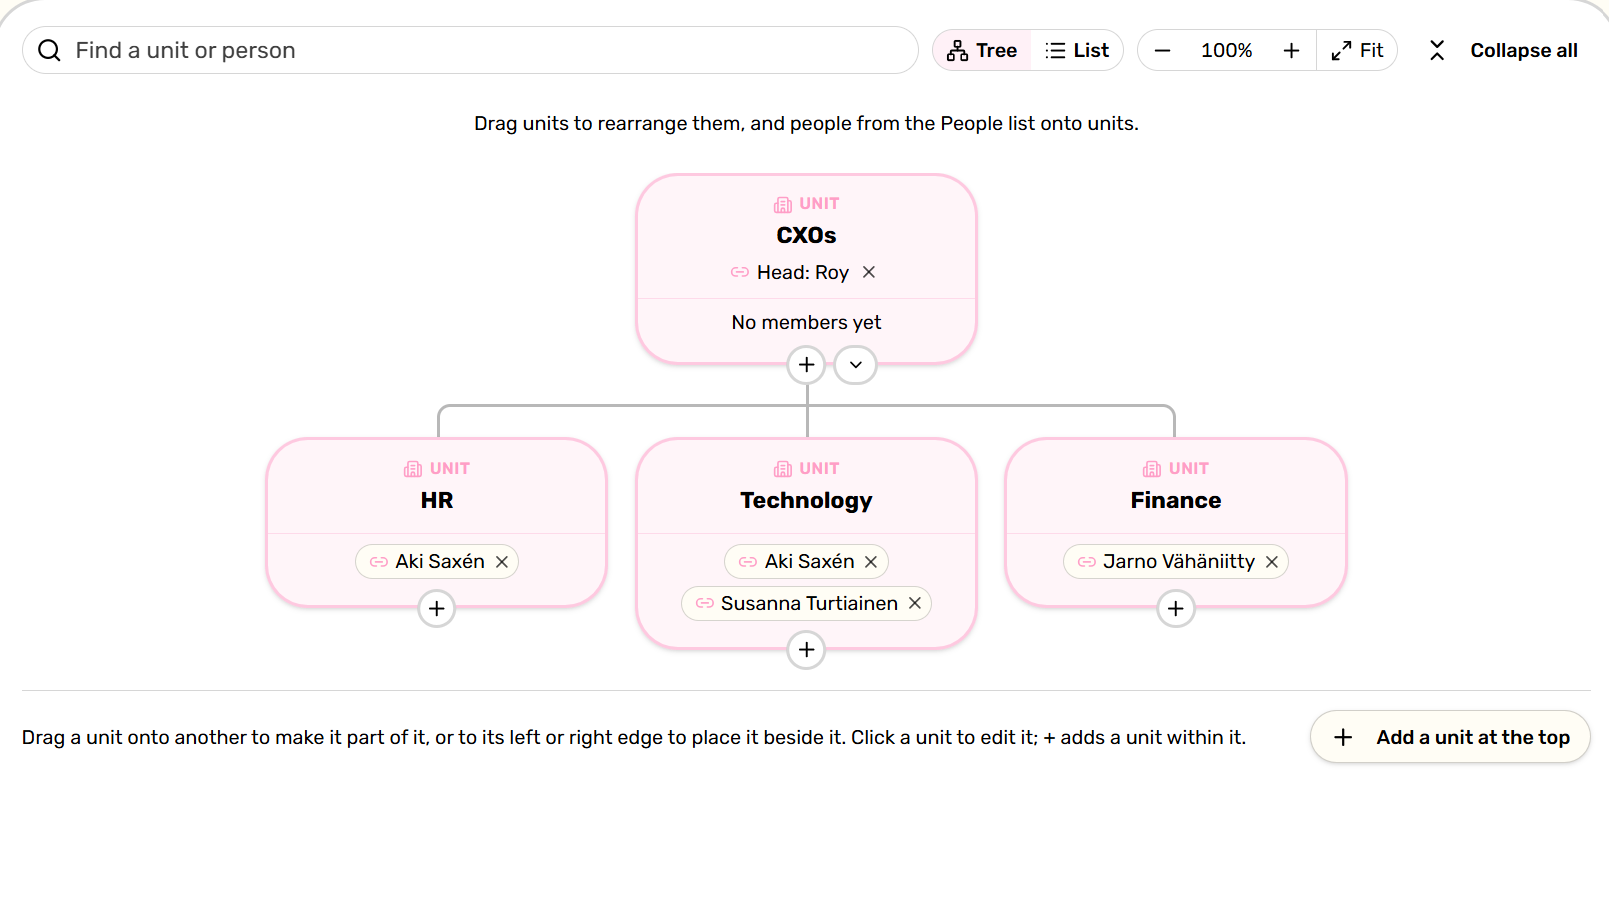 Find a unit or person
Tree
List
100%
Fit
Collapse all
Drag units to rearrange them, and people from the People list onto units.
UNIT
CXOs
Head: Roy
No members yet
UNIT
HR
Aki Saxén
UNIT
Technology
Aki Saxén
Susanna Turtiainen
UNIT
Finance
Jarno Vähäniitty
Drag a unit onto another to make it part of it, or to its left or right edge to place it beside it. Click a unit to edit it; + adds a unit within it.
Add a unit at the top